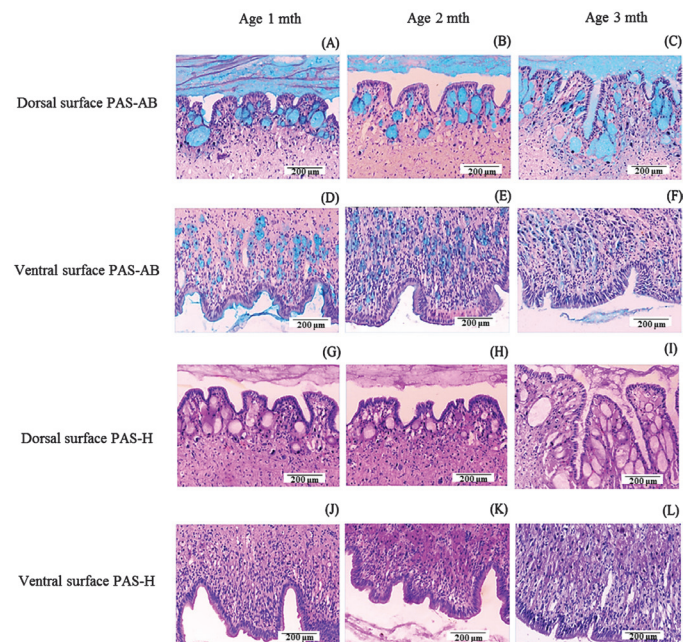 Age 1 mth Age 2 mth Age 3 mth
(A) (B) (C)
Dorsal surface PAS-AB
200 µm 200 µm 200 µm
(D) (E) (F)
Ventral surface PAS-AB
200 µm 200 µm 200 µm
(G) (H) (I)
Dorsal surface PAS-H
200 µm 200 µm 200 µm
(J) (K) (L)
Ventral surface PAS-H
200 µm 200 µm 200 µm